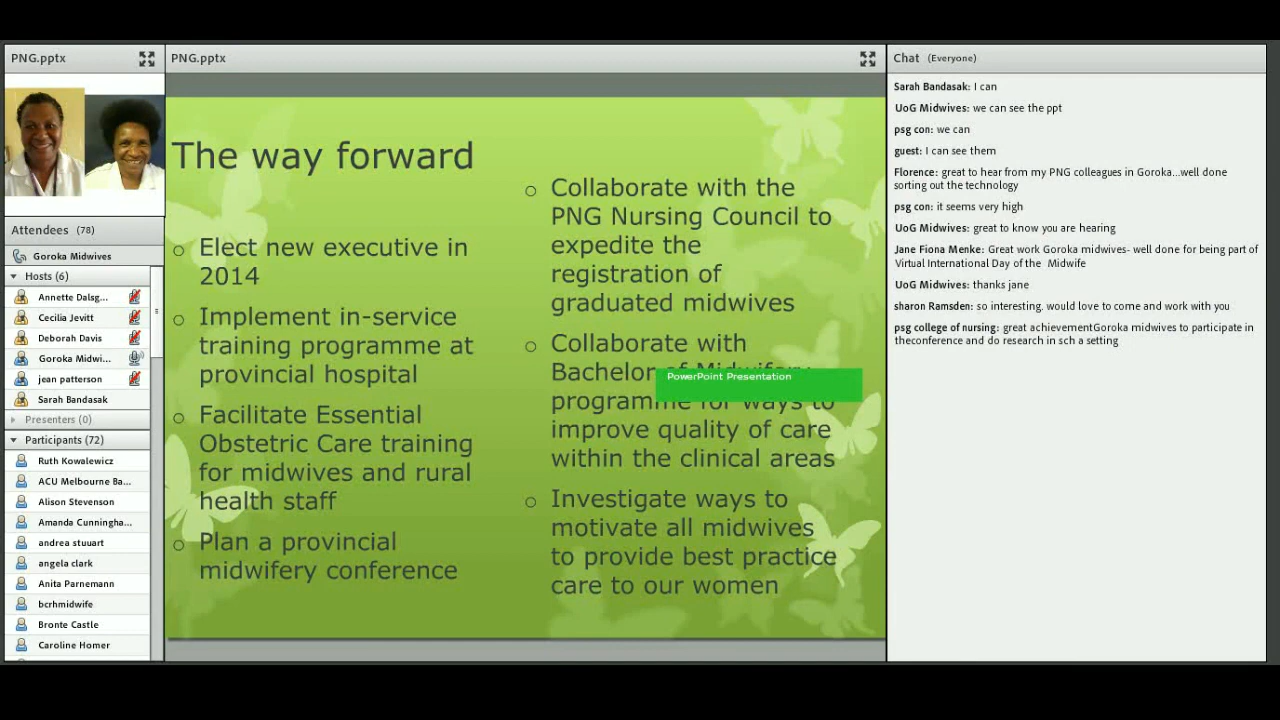 PNG.pptx
Attendees (78)
Goroka Midwives
Hosts (6)
Annette Dalsg...
Cecilia Jevitt
Deborah Davis
Goroka Midwi...
jean patterson
Sarah Bandasak
Presenters (0)
Participants (72)
Ruth Kowalewicz
ACU Melbourne Ba...
Alison Stevenson
Amanda Cunningha...
andrea stuuart
angela clark
Anita Parnemann
bcrhmidwife
Bronte Castle
Caroline Homer
PNG.pptx
The way forward
o Elect new executive in
2014
o Implement in-service
training programme at
provincial hospital
o Facilitate Essential
Obstetric Care training
for midwives and rural
health staff
o Plan a provincial
midwifery conference
o Collaborate with the
PNG Nursing Council to
expedite the
registration of
graduated midwives
o Collaborate with
Bachelor of Midwifery
programme for ways to
improve quality of care
within the clinical areas
o Investigate ways to
motivate all midwives
to provide best practice
care to our women
PowerPoint Presentation
Chat (Everyone)
Sarah Bandasak: I can
UoG Midwives: we can see the ppt
psg con: we can
guest: I can see them
Florence: great to hear from my PNG colleagues in Goroka...well done
sorting out the technology
psg con: it seems very high
UoG Midwives: great to know you are hearing
Jane Fiona Menke: Great work Goroka midwives- well done for being part of
Virtual International Day of the Midwife
UoG Midwives: thanks jane
sharon Ramsden: so interesting. would love to come and work with you
psg college of nursing: great achievementGoroka midwives to participate in
theconference and do research in sch a setting